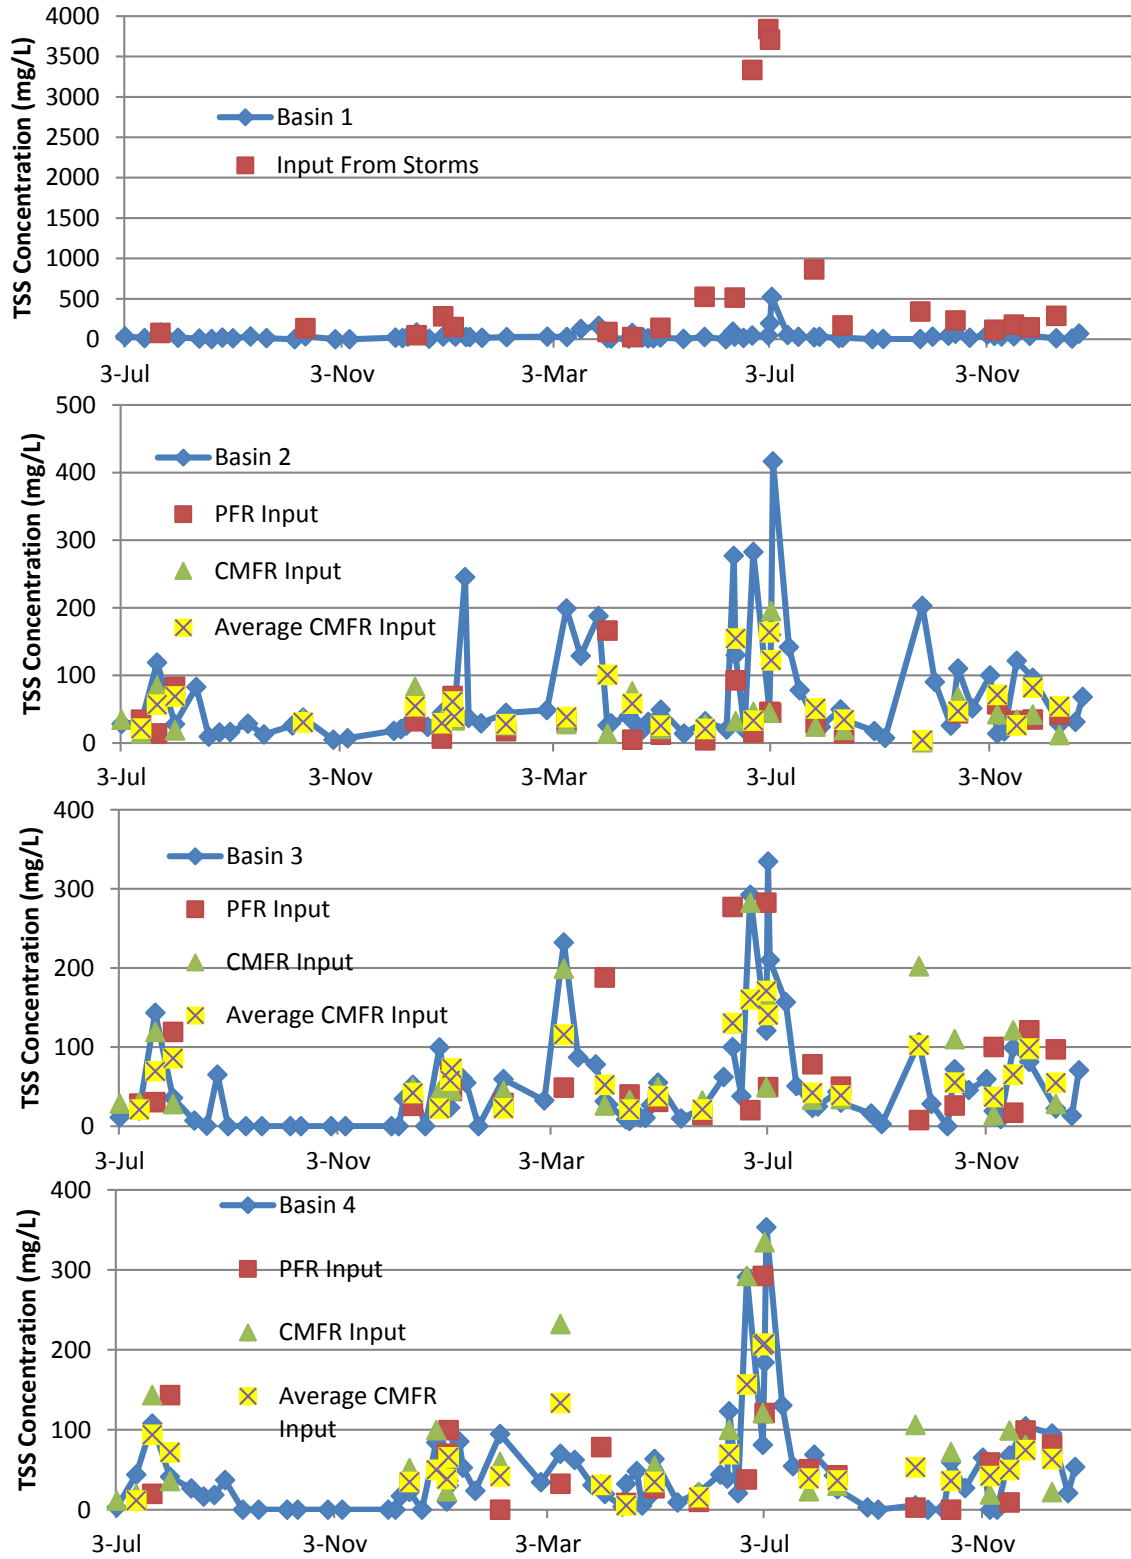 TSS Concentration (mg/L)
4000
3500
3000
2500
2000
1500
1000
500
0
Basin 1
Input From Storms
3-Jul
3-Nov
3-Mar
3-Jul
3-Nov
TSS Concentration (mg/L)
500
400
300
200
100
0
Basin 2
PFR Input
CMFR Input
Average CMFR Input
3-Jul
3-Nov
3-Mar
3-Jul
3-Nov
TSS Concentration (mg/L)
400
300
200
100
0
Basin 3
PFR Input
CMFR Input
Average CMFR Input
3-Jul
3-Nov
3-Mar
3-Jul
3-Nov
TSS Concentration (mg/L)
400
300
200
100
0
Basin 4
PFR Input
CMFR Input
Average CMFR
Input
3-Jul
3-Nov
3-Mar
3-Jul
3-Nov